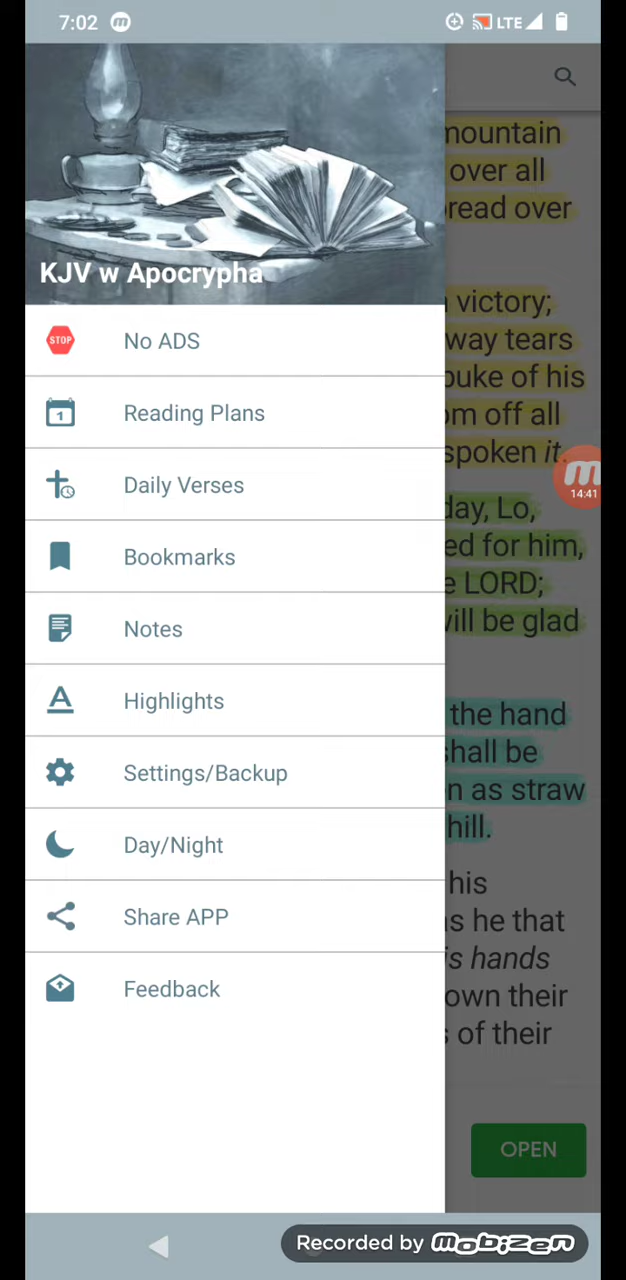 7:02
LTE
mountain
over all
read over
KJV w Apocrypha
victory;
STOP No ADS
way tears
buke of his
Reading Plans
om off all
spoken it.
Daily Verses
14:41
day, Lo,
ed for him,
Bookmarks
e LORD;
Notes
will be glad
Highlights
the hand
shall be
Settings/Backup
n as straw
hill.
Day/Night
his
Share APP
as he that
is hands
Feedback
own their
s of their
OPEN
Recorded by mobizen